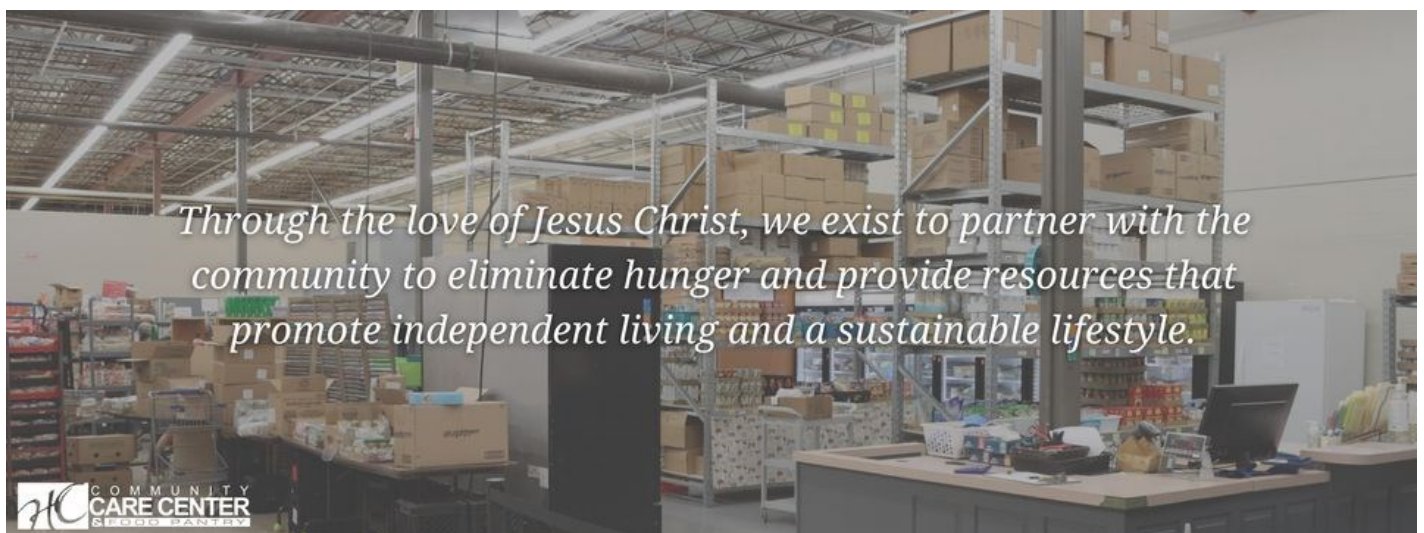 Through the love of Jesus Christ, we exist to partner with the
community to eliminate hunger and provide resources that
promote independent living and a sustainable lifestyle.
HC COMMUNITY
CARE CENTER
& FOOD PANTRY